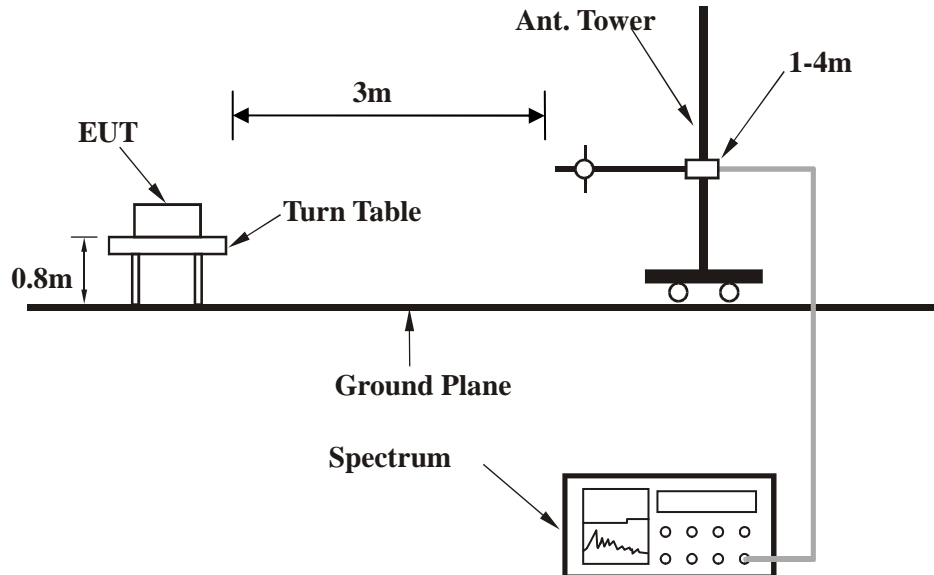 Ant. Tower
1-4m
3m
EUT
Turn Table
0.8m
Ground Plane
Spectrum